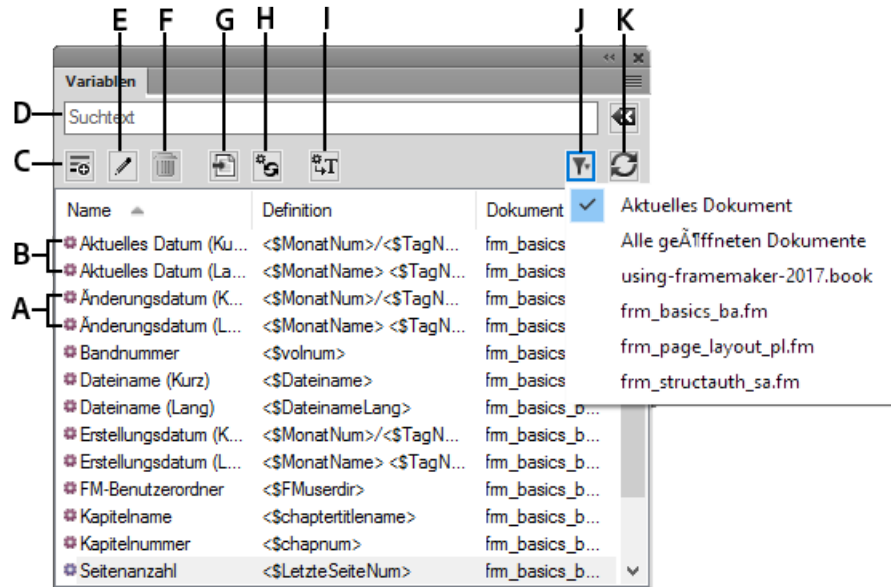 E F G H I J K
Variablen
D Suchtext
C
Name Definition Dokument
Aktuelles Dokument
Alle geÃ¶ffneten Dokumente
using-framemaker-2017.book
frm_basics_ba.fm
frm_page_layout_pl.fm
frm_structauth_sa.fm
B
Aktuelles Datum (Ku... <$MonatNum>/<$TagN... frm_basics
Aktuelles Datum (La... <$MonatName> <$TagN... frm_basics
A
Änderungsdatum (K... <$MonatNum>/<$TagN... frm_basics
Änderungsdatum (L... <$MonatName> <$TagN... frm_basics
Bandnummer <$volnum> frm_basics
Dateiname (Kurz) <$Dateiname> frm_basics
Dateiname (Lang) <$DateinameLang> frm_basics_b...
Erstellungsdatum (K... <$MonatNum>/<$TagN... frm_basics_b...
Erstellungsdatum (L... <$MonatName> <$TagN... frm_basics_b...
FM-Benutzerordner <$FMuserdir> frm_basics_b...
Kapitelname <$chaptertitlename> frm_basics_b...
Kapitelnummer <$chapnum> frm_basics_b...
Seitenanzahl <$LetzteSeiteNum> frm_basics_b...